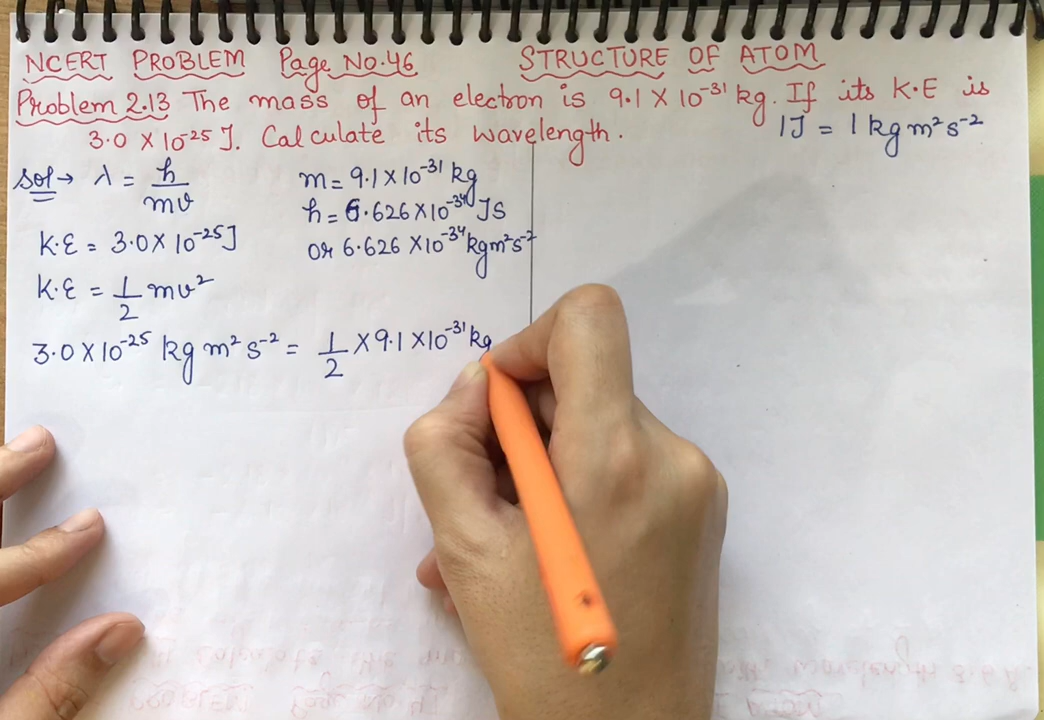 NCERT PROBLEM Page No.46 STRUCTURE OF ATOM
Problem 2.13 The mass of an electron is 9.1 X 10⁻³¹ kg. If its K.E is
3.0 X 10⁻²⁵ J. Calculate its wavelength. 1J = 1 kg m² s⁻²
Sol → λ = h/mv m = 9.1 X 10⁻³¹ kg
h = 6.626 X 10⁻³⁴ JS
K.E = 3.0 X 10⁻²⁵ J or 6.626 X 10⁻³⁴ kg m² s⁻²
K.E = 1/2 mv²
3.0 X 10⁻²⁵ kg m² s⁻² = 1/2 X 9.1 X 10⁻³¹ kg